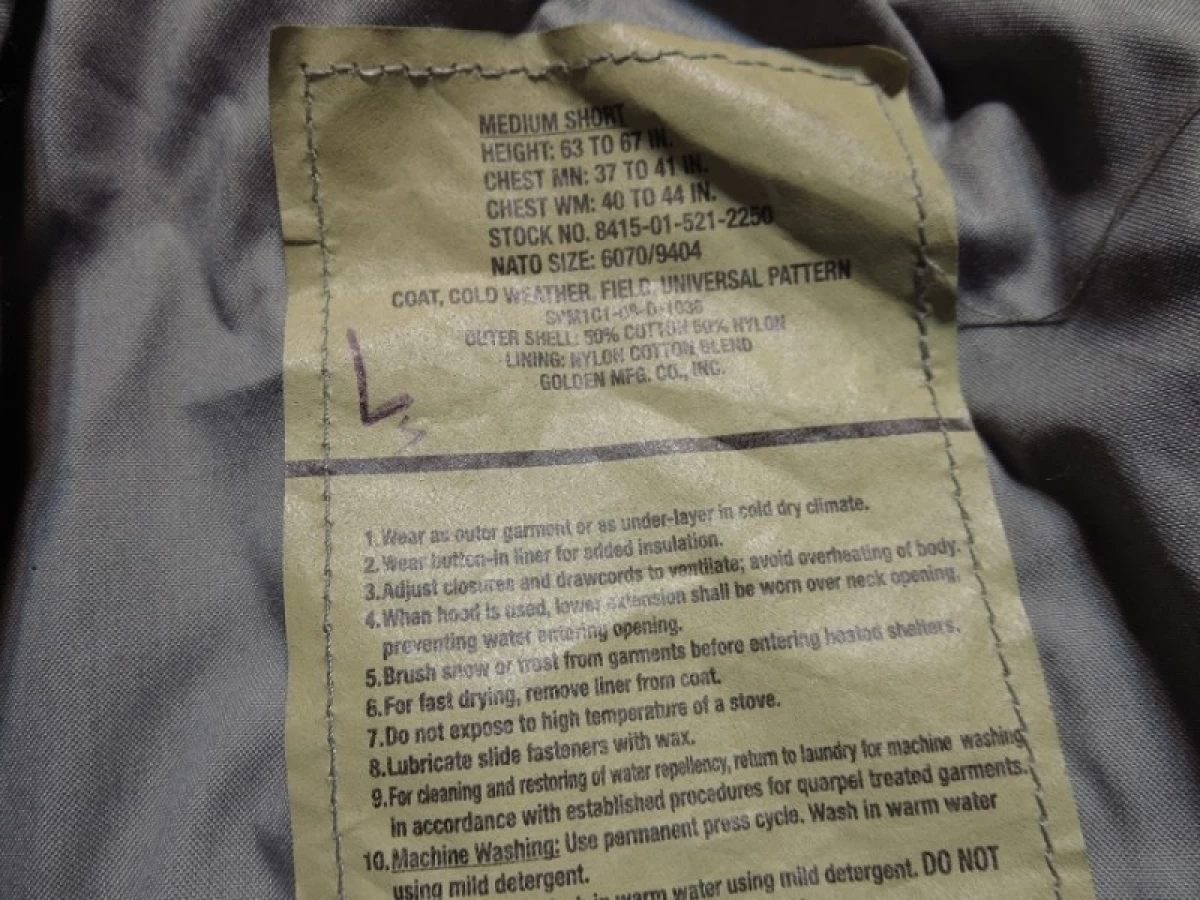 MEDIUM SHORT
HEIGHT: 63 TO 67 IN.
CHEST MN: 37 TO 41 IN.
CHEST WM: 40 TO 44 IN.
STOCK NO. 8415-01-521-2250
NATO SIZE: 6070/9404
COAT, COLD WEATHER, FIELD, UNIVERSAL PATTERN
OUTER SHELL: 50% COTTON 50% NYLON
LINING: NYLON COTTON BLEND
GOLDEN MFG. CO., INC.
L
1. Wear as outer garment or as under-layer in cold dry climate.
2. Wear button-in liner for added insulation.
3. Adjust closures and drawcords to ventilate; avoid overheating of body.
4. When hood is used, lower extension shall be worn over neck opening,
preventing water entering opening.
5. Brush snow or frost from garments before entering heated shelters.
6. For fast drying, remove liner from coat.
7. Do not expose to high temperature of a stove.
8. Lubricate slide fasteners with wax.
9. For cleaning and restoring of water repellency, return to laundry for machine washing
in accordance with established procedures for quarpel treated garments.
10. Machine Washing: Use permanent press cycle. Wash in warm water
using mild detergent.
in warm water using mild detergent. DO NOT